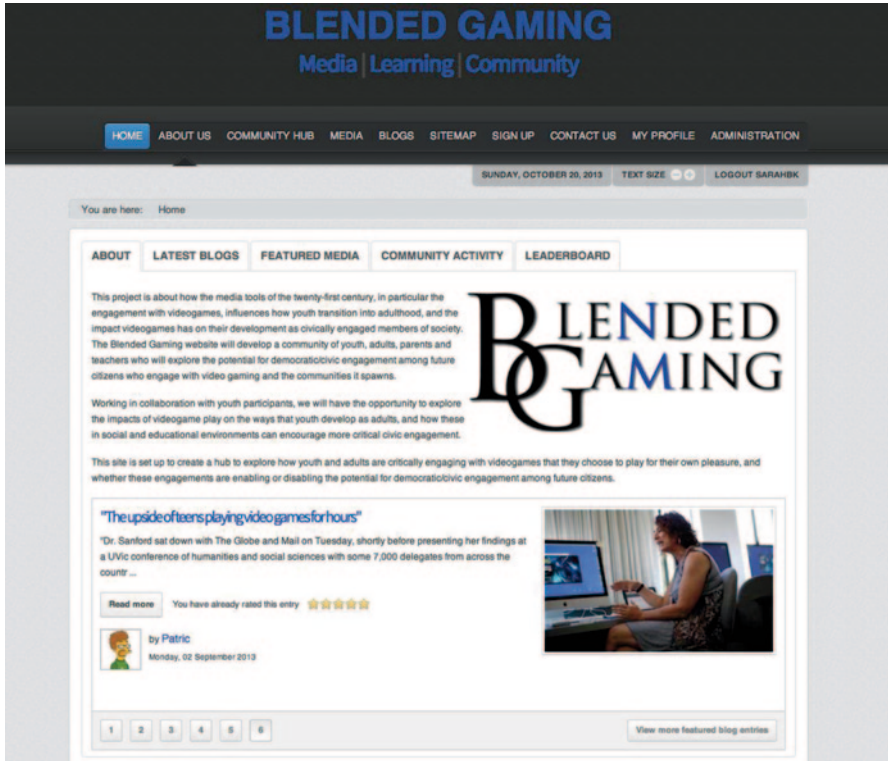 BLENDED GAMING
Media | Learning | Community
HOME ABOUT US COMMUNITY HUB MEDIA BLOGS SITEMAP SIGN UP CONTACT US MY PROFILE ADMINISTRATION
SUNDAY, OCTOBER 20, 2013 TEXT SIZE - + LOGOUT SARAHBK
You are here: Home
ABOUT LATEST BLOGS FEATURED MEDIA COMMUNITY ACTIVITY LEADERBOARD
This project is about how the media tools of the twenty-first century, in particular the
engagement with videogames, influences how youth transition into adulthood, and the
impact videogames has on their development as civically engaged members of society.
The Blended Gaming website will develop a community of youth, adults, parents and
teachers who will explore the potential for democratic/civic engagement among future
citizens who engage with video gaming and the communities it spawns.
BLENDED
GAMING
Working in collaboration with youth participants, we will have the opportunity to explore
the impacts of videogame play on the ways that youth develop as adults, and how these
in social and educational environments can encourage more critical civic engagement.
This site is set up to create a hub to explore how youth and adults are critically engaging with videogames that they choose to play for their own pleasure, and
whether these engagements are enabling or disabling the potential for democratic/civic engagement among future citizens.
"The upside of teens playing video games for hours"
"Dr. Sanford sat down with The Globe and Mail on Tuesday, shortly before presenting her findings at
a UVic conference of humanities and social sciences with some 7,000 delegates from across the
countr ...
Read more You have already rated this entry
by Patric
Monday, 02 September 2013
1 2 3 4 5 6 View more featured blog entries